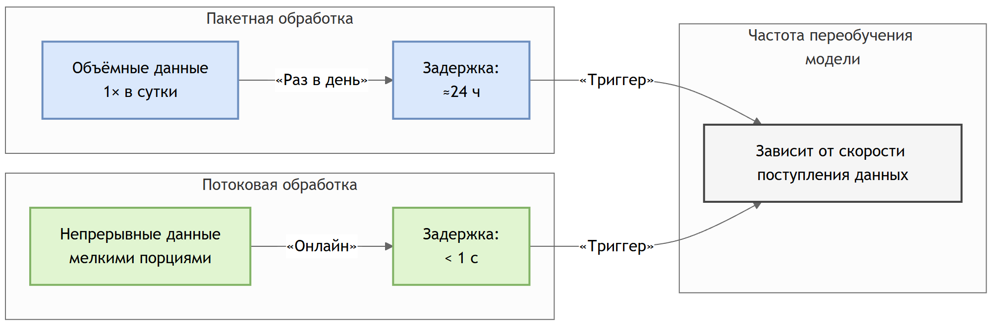 Пакетная обработка
Объёмные данные
1× в сутки
«Раз в день»
Задержка:
≈24 ч
«Триггер»
Потоковая обработка
Непрерывные данные
мелкими порциями
«Онлайн»
Задержка:
< 1 с
«Триггер»
Частота переобучения
модели
Зависит от скорости
поступления данных